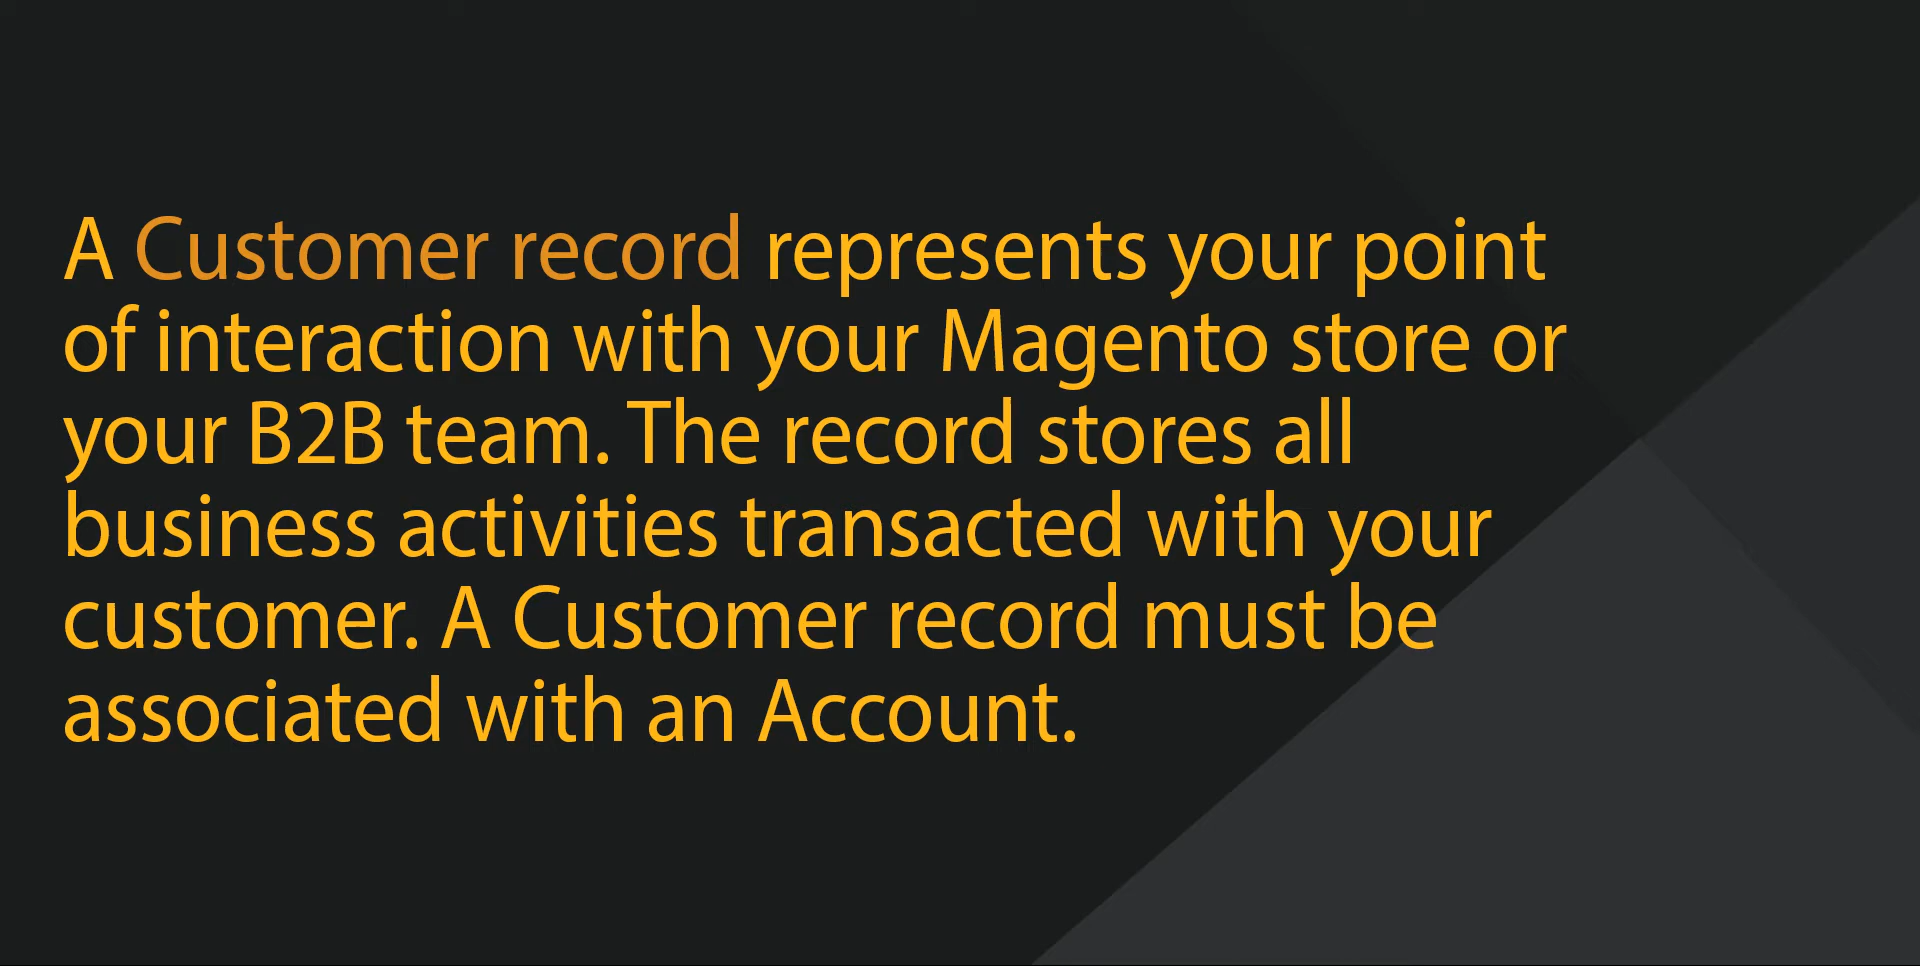 A Customer record represents your point
of interaction with your Magento store or
your B2B team. The record stores all
business activities transacted with your
customer. A Customer record must be
associated with an Account.